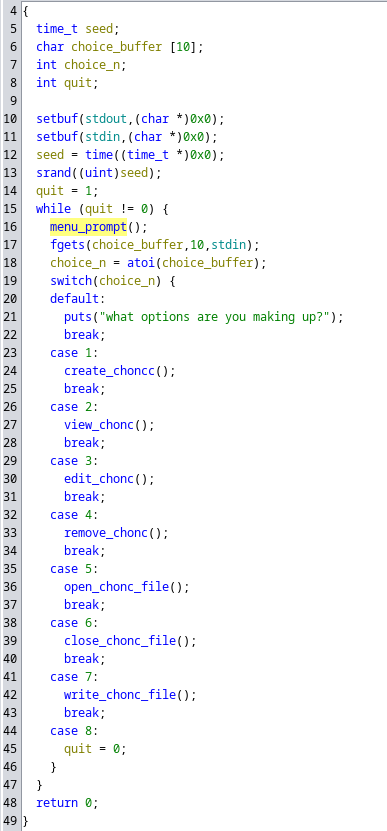 4 {
5 time_t seed;
6 char choice_buffer [10];
7 int choice_n;
8 int quit;
9
10 setbuf(stdout,(char *)0x0);
11 setbuf(stdin,(char *)0x0);
12 seed = time((time_t *)0x0);
13 srand((uint)seed);
14 quit = 1;
15 while (quit != 0) {
16 menu_prompt();
17 fgets(choice_buffer,10,stdin);
18 choice_n = atoi(choice_buffer);
19 switch(choice_n) {
20 default:
21 puts("what options are you making up?");
22 break;
23 case 1:
24 create_choncc();
25 break;
26 case 2:
27 view_chonc();
28 break;
29 case 3:
30 edit_chonc();
31 break;
32 case 4:
33 remove_chonc();
34 break;
35 case 5:
36 open_chonc_file();
37 break;
38 case 6:
39 close_chonc_file();
40 break;
41 case 7:
42 write_chonc_file();
43 break;
44 case 8:
45 quit = 0;
46 }
47 }
48 return 0;
49 }